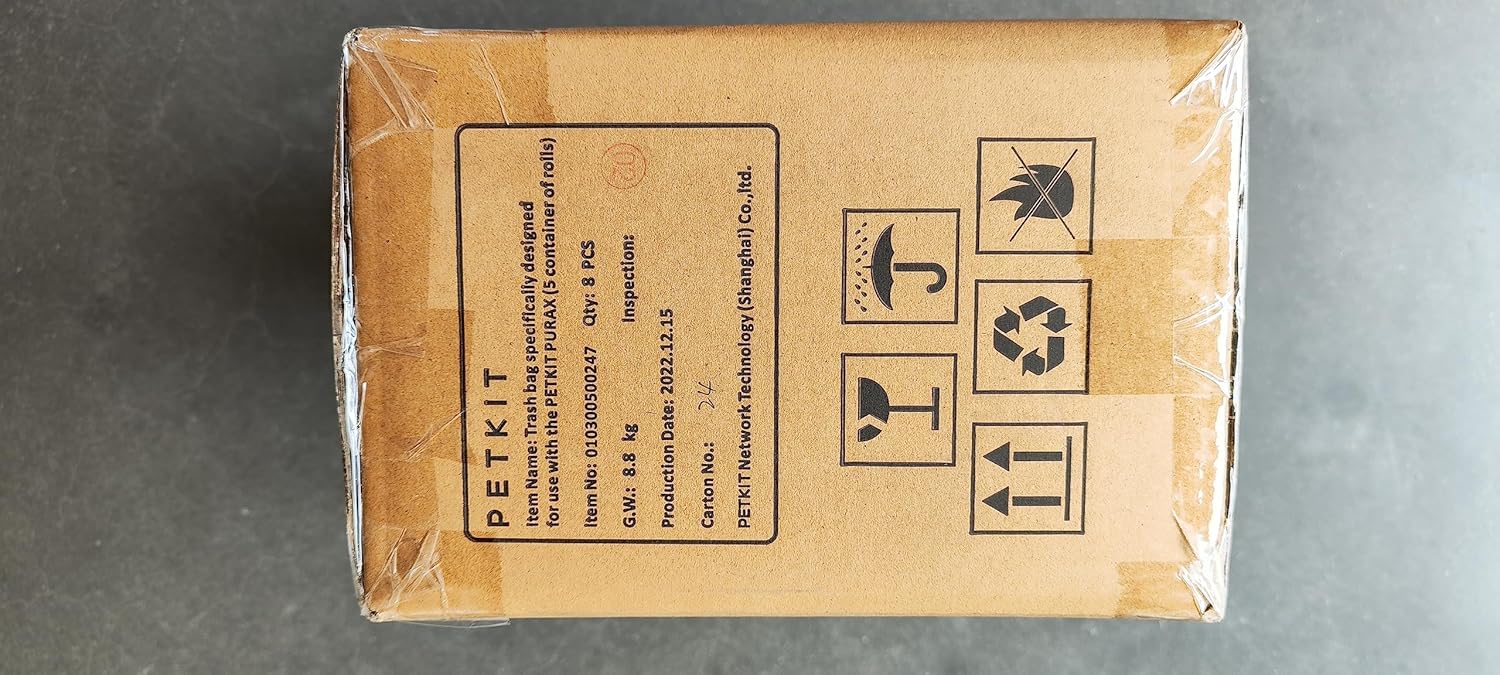 PETKIT
Item Name: Trash bag specifically designed
for use with the PETKIT PURAX (5 container of rolls)
Item No: 010300500247 Qty: 8 PCS
G.W.: 8.8 kg Inspection:
Production Date: 2022.12.15
Carton No.: 24
PETKIT Network Technology (Shanghai) Co.,ltd.